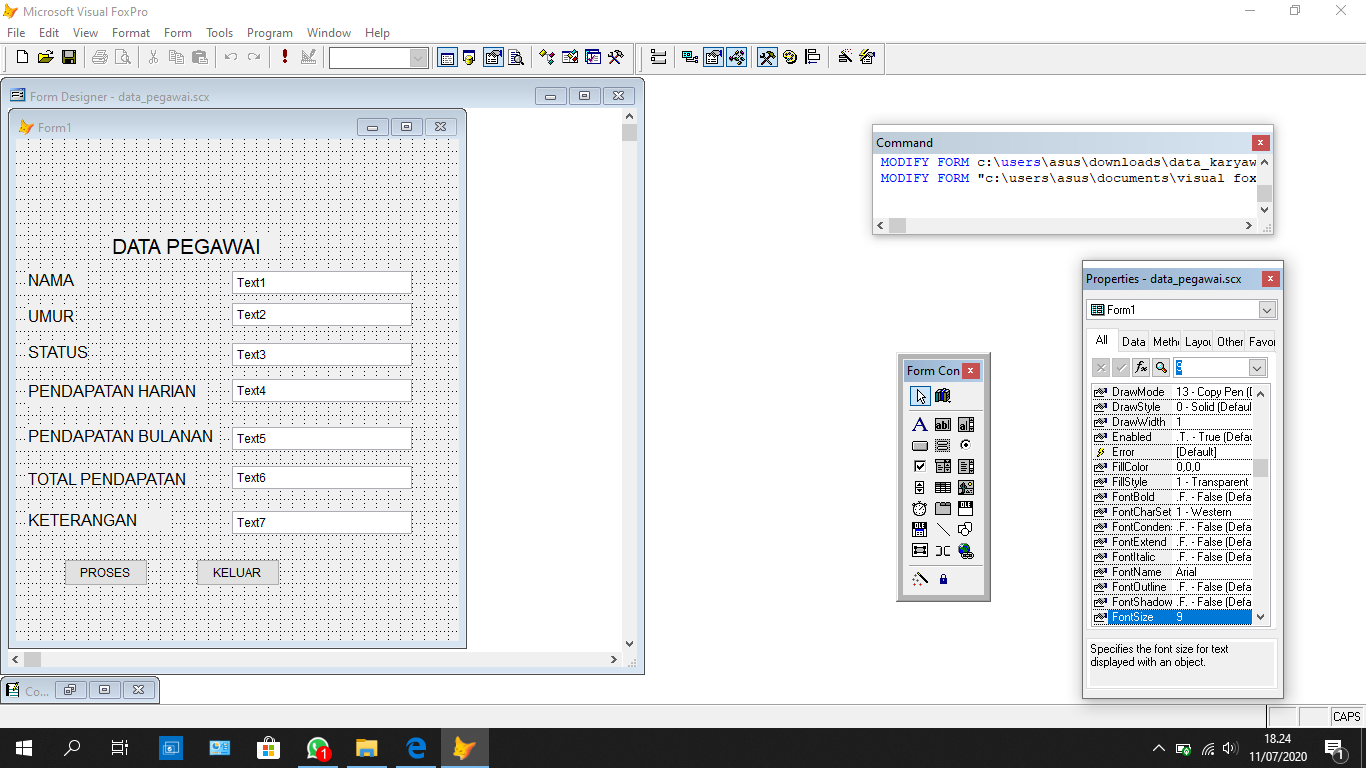 Microsoft Visual FoxPro
File Edit View Format Form Tools Program Window Help
Form Designer - data_pegawai.scx
Form1
DATA PEGAWAI
NAMA Text1
UMUR Text2
STATUS Text3
PENDAPATAN HARIAN Text4
PENDAPATAN BULANAN Text5
TOTAL PENDAPATAN Text6
KETERANGAN Text7
PROSES KELUAR
Co...
Command
MODIFY FORM c:\users\asus\downloads\data_karyaw
MODIFY FORM "c:\users\asus\documents\visual fox
Form Con
Properties - data_pegawai.scx
Form1
All Data Meth Layou Other Favor
9
DrawMode 13 - Copy Pen (D
DrawStyle 0 - Solid (Defaul
DrawWidth 1
Enabled .T. - True (Defau
Error [Default]
FillColor 0,0,0
FillStyle 1 - Transparent
FontBold .F. - False (Defa
FontCharSet 1 - Western
FontConden: .F. - False (Defa
FontExtend .F. - False (Defa
FontItalic .F. - False (Defa
FontName Arial
FontOutline .F. - False (Defa
FontShadow .F. - False (Defa
FontSize 9
Specifies the font size for text
displayed with an object.
CAPS
1
18.24
11/07/2020
1